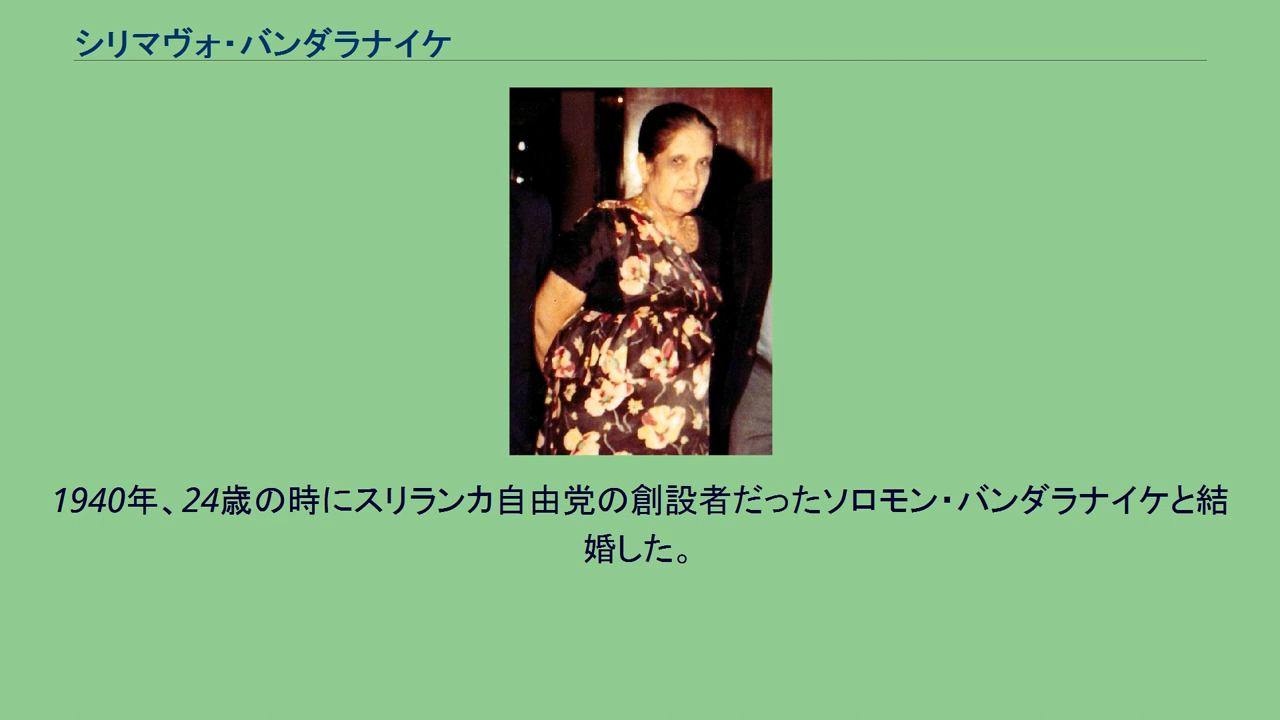 シリマヴォ・バンダラナイケ
1940年、24歳の時にスリランカ自由党の創設者だったソロモン・バンダラナイケと結
婚した。